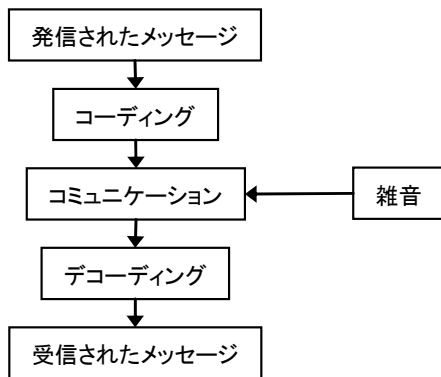 発信されたメッセージ
コーディング
コミュニケーション
雑音
デコーディング
受信されたメッセージ